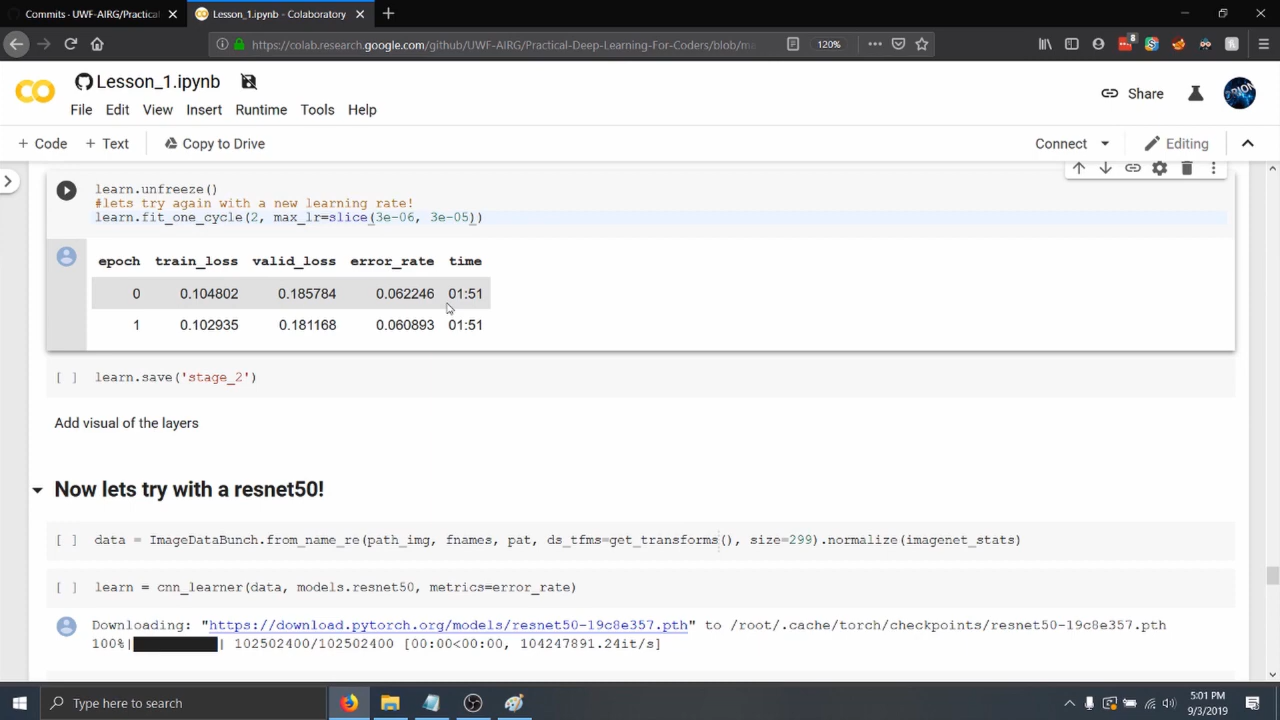 Commits · UWF-AIRG/Practical
Lesson_1.ipynb - Colaboratory
https://colab.research.google.com/github/UWF-AIRG/Practical-Deep-Learning-For-Coders/blob/ma
120%
8
Lesson_1.ipynb
Share
File Edit View Insert Runtime Tools Help
+ Code + Text Copy to Drive Connect Editing
learn.unfreeze()
#lets try again with a new learning rate!
learn.fit_one_cycle(2, max_lr=slice(3e-06, 3e-05))
epoch train_loss valid_loss error_rate time
0 0.104802 0.185784 0.062246 01:51
1 0.102935 0.181168 0.060893 01:51
[ ] learn.save('stage_2')
Add visual of the layers
Now lets try with a resnet50!
[ ] data = ImageDataBunch.from_name_re(path_img, fnames, pat, ds_tfms=get_transforms(), size=299).normalize(imagenet_stats)
[ ] learn = cnn_learner(data, models.resnet50, metrics=error_rate)
Downloading: "https://download.pytorch.org/models/resnet50-19c8e357.pth" to /root/.cache/torch/checkpoints/resnet50-19c8e357.pth
100%| | 102502400/102502400 [00:00<00:00, 104247891.24it/s]
Type here to search
5:01 PM
9/3/2019